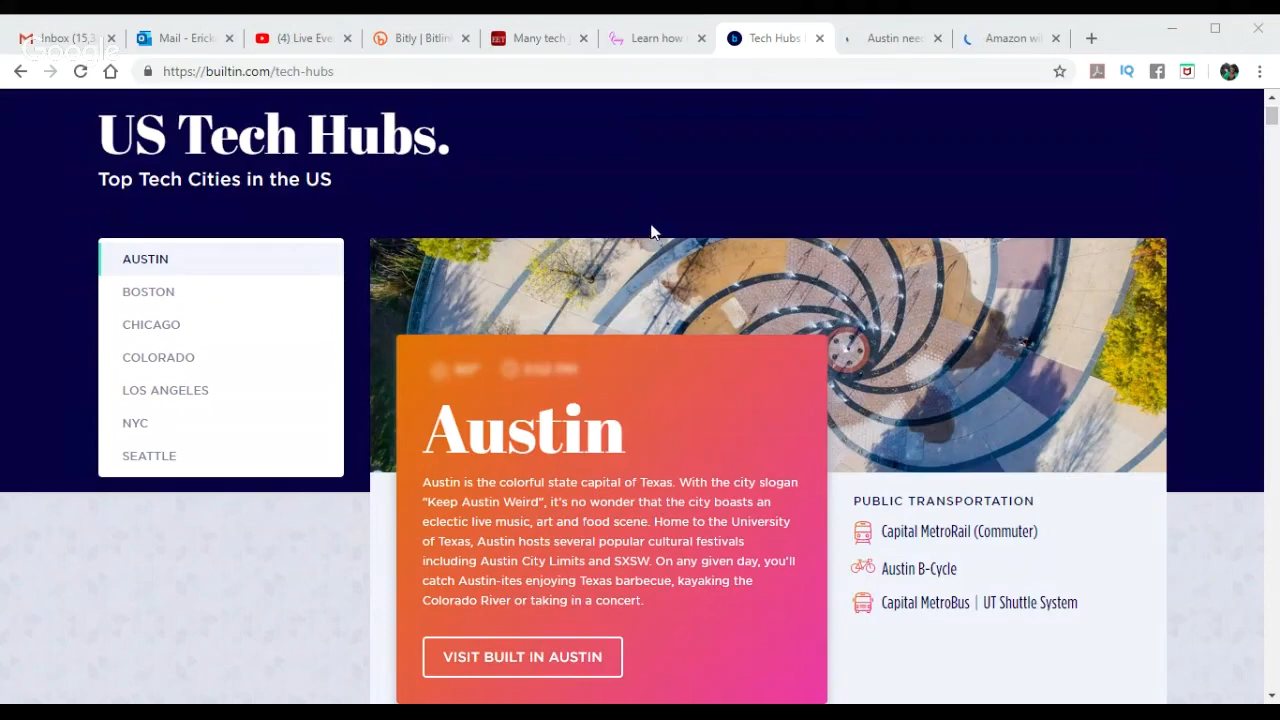 Inbox (15,3
Mail - Erick
(4) Live Eve
Bitly | Bitlin
Many tech
Learn how
Tech Hubs
Austin nee
Amazon wi
Google
https://builtin.com/tech-hubs
US Tech Hubs.
Top Tech Cities in the US
AUSTIN
BOSTON
CHICAGO
COLORADO
LOS ANGELES
NYC
SEATTLE
Austin
Austin is the colorful state capital of Texas. With the city slogan
“Keep Austin Weird”, it’s no wonder that the city boasts an
eclectic live music, art and food scene. Home to the University
of Texas, Austin hosts several popular cultural festivals
including Austin City Limits and SXSW. On any given day, you’ll
catch Austin-ites enjoying Texas barbecue, kayaking the
Colorado River or taking in a concert.
VISIT BUILT IN AUSTIN
PUBLIC TRANSPORTATION
Capital MetroRail (Commuter)
Austin B-Cycle
Capital MetroBus | UT Shuttle System